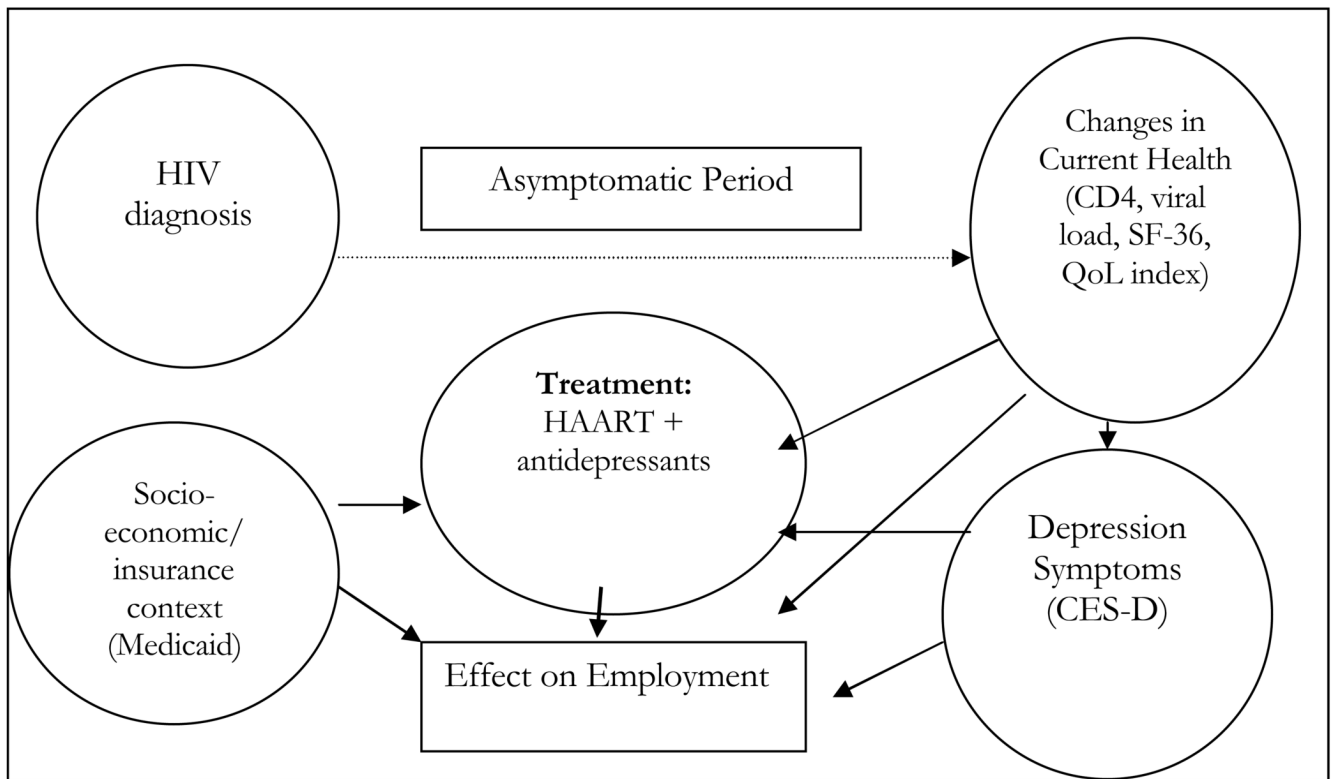 HIV
diagnosis
Asymptomatic Period
Changes in
Current Health
(CD4, viral
load, SF-36,
QoL index)
Treatment:
HAART +
antidepressants
Socio-
economic/
insurance
context
(Medicaid)
Depression
Symptoms
(CES-D)
Effect on Employment